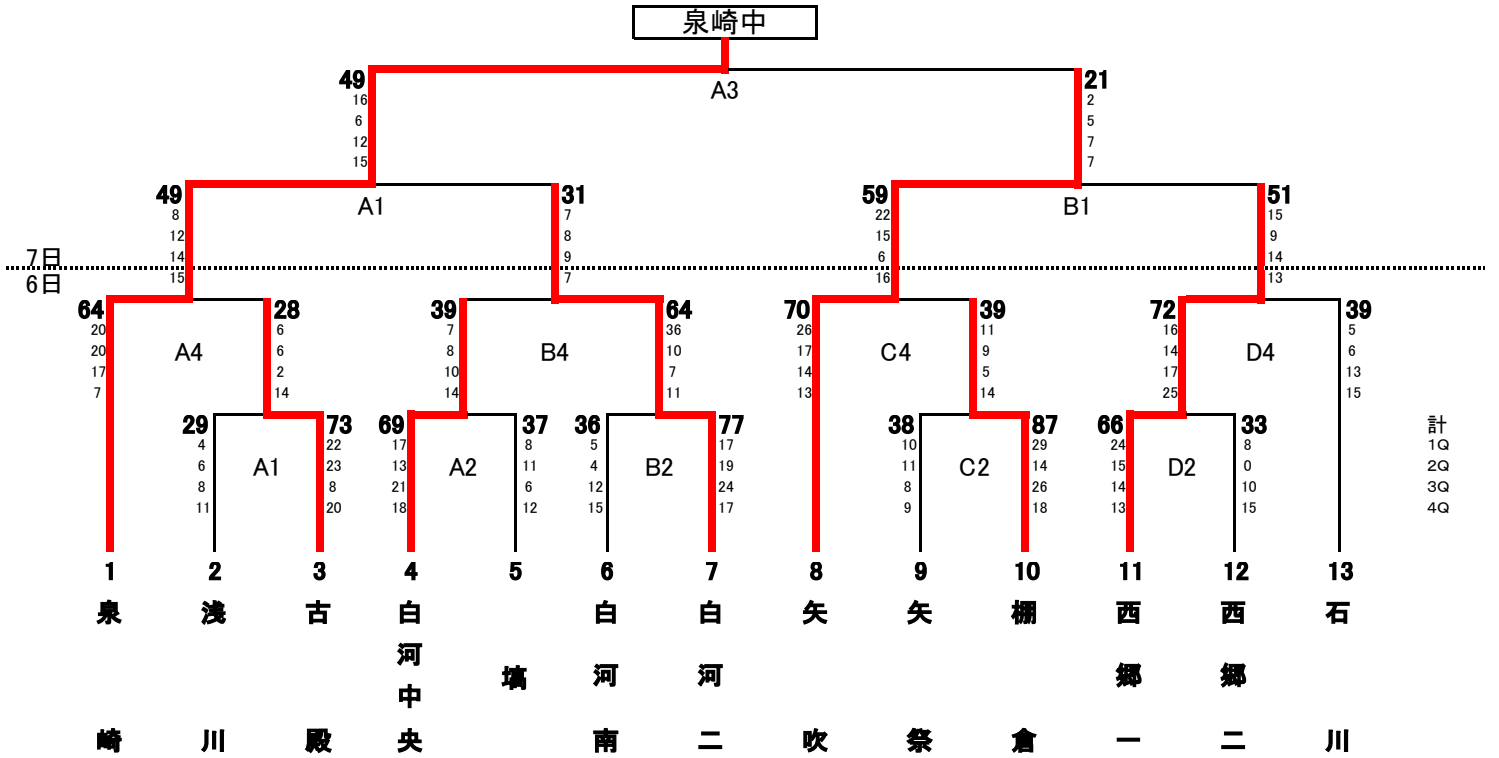 泉崎中
49 21
A3
16 2
6 5
12 7
15 7
49 31 59 51
A1 B1
8 7 22 15
12 8 15 9
14 9 6 14
7日
15 7 16 13
6日
64 28 39 64 70 39 72 39
20 6 7 36 26 11 16 5
20 6 8 10 17 9 14 6
A4 B4 C4 D4
17 2 10 7 14 5 17 13
7 14 14 11 13 14 25 15
29 73 69 37 36 77 38 87 66 33 計
4 22 17 8 5 17 10 29 24 8 1Q
6 23 13 11 4 19 11 14 15 0 2Q
A1 A2 B2 C2 D2
8 8 21 6 12 24 8 26 14 10 3Q
11 20 18 12 15 17 9 18 13 15 4Q
1 2 3 4 5 6 7 8 9 10 11 12 13
泉崎
浅川
古殿
白河中央
塙
白河南
白河二
矢吹
矢祭
棚倉
西郷一
西郷二
石川